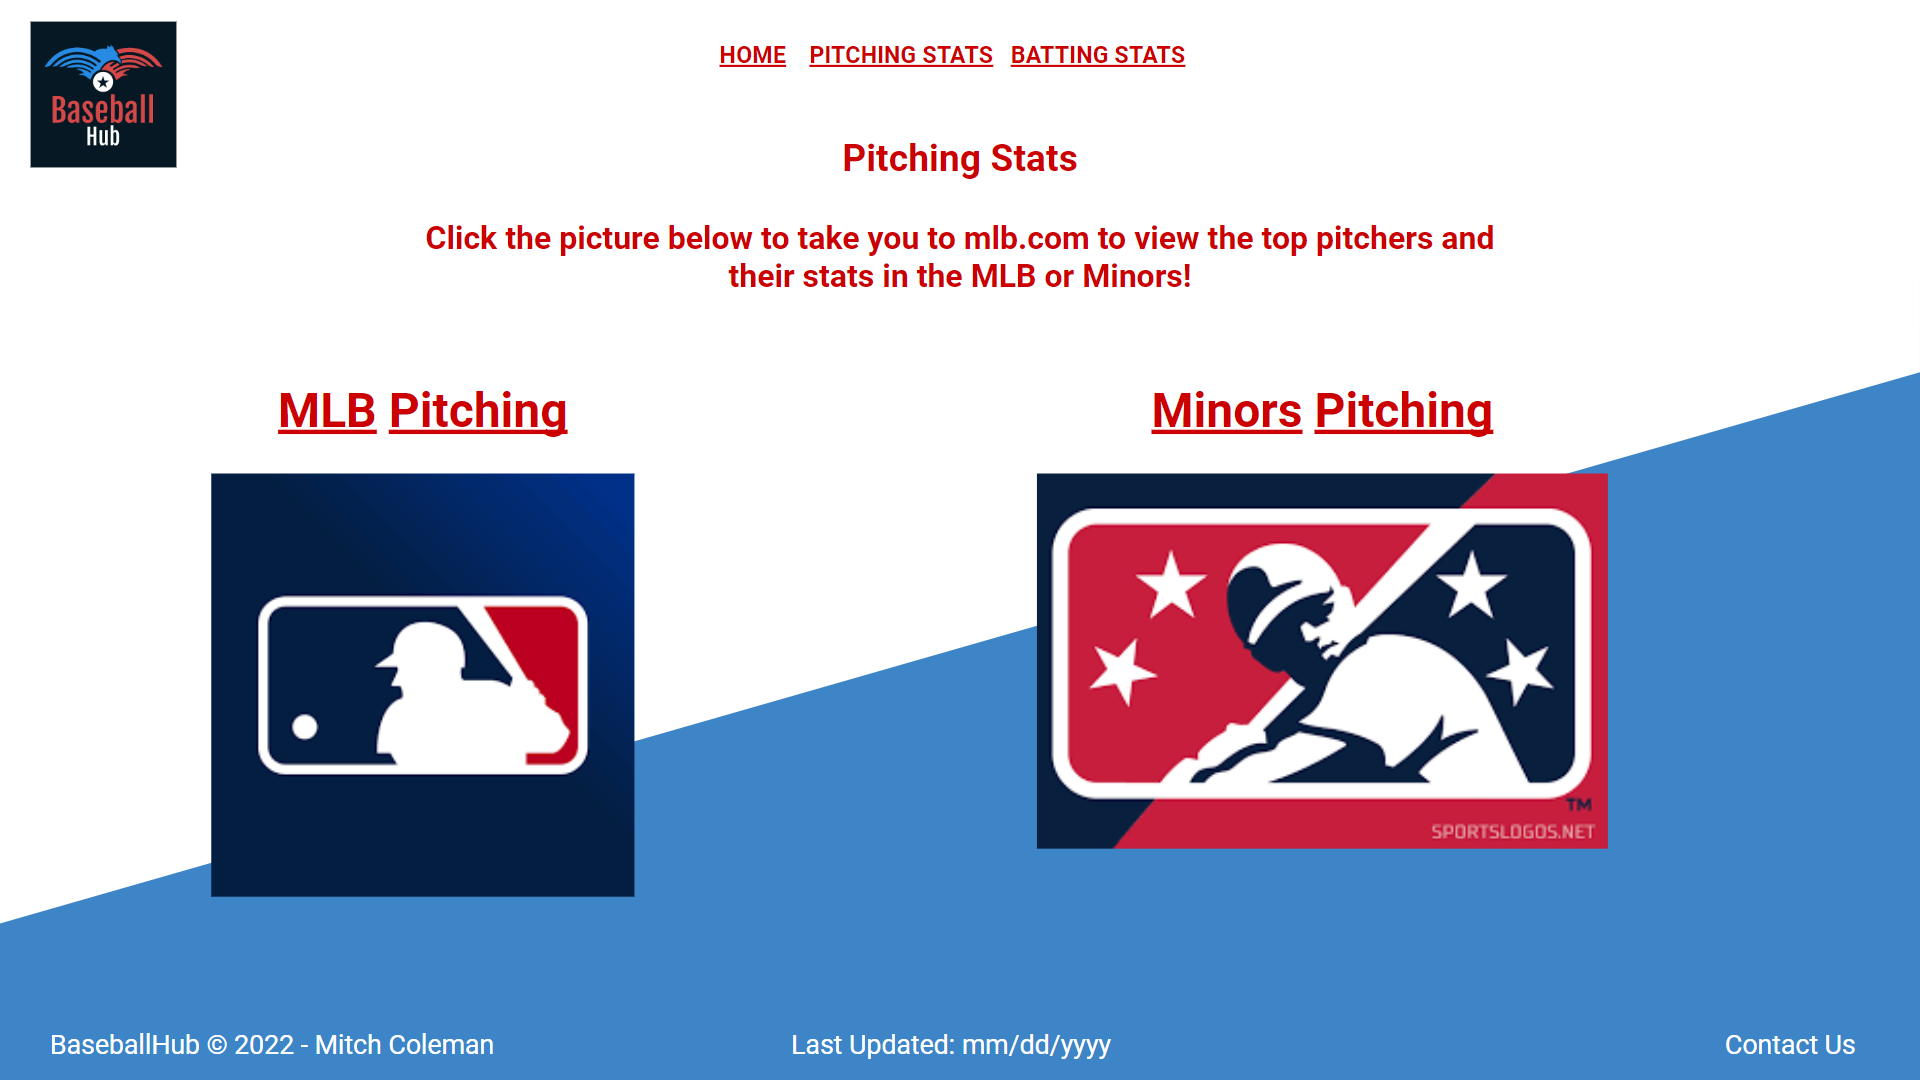 Baseball
Hub
HOME PITCHING STATS BATTING STATS
Pitching Stats
Click the picture below to take you to mlb.com to view the top pitchers and
their stats in the MLB or Minors!
MLB Pitching
Minors Pitching
TM
SPORTSLOGOS.NET
BaseballHub © 2022 - Mitch Coleman
Last Updated: mm/dd/yyyy
Contact Us